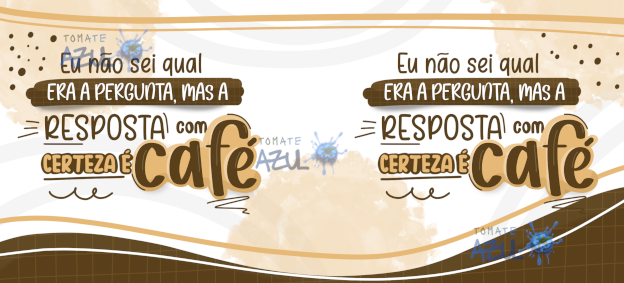 TOMATE
AZUL
Eu não sei qual
ERA A PERGUNTA, MAS A
RESPOSTA com
CERTEZA É café
TOMATE
AZUL
Eu não sei qual
ERA A PERGUNTA, MAS A
RESPOSTA com
CERTEZA É café
TOMATE
AZUL